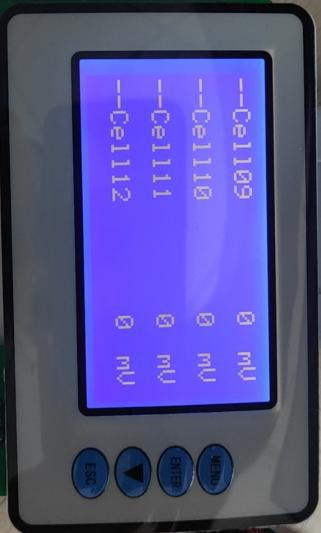 --Cell09 0 mV
--Cell10 0 mV
--Cell11 0 mV
--Cell12 0 mV
MENU
ENTER
▼
ESC